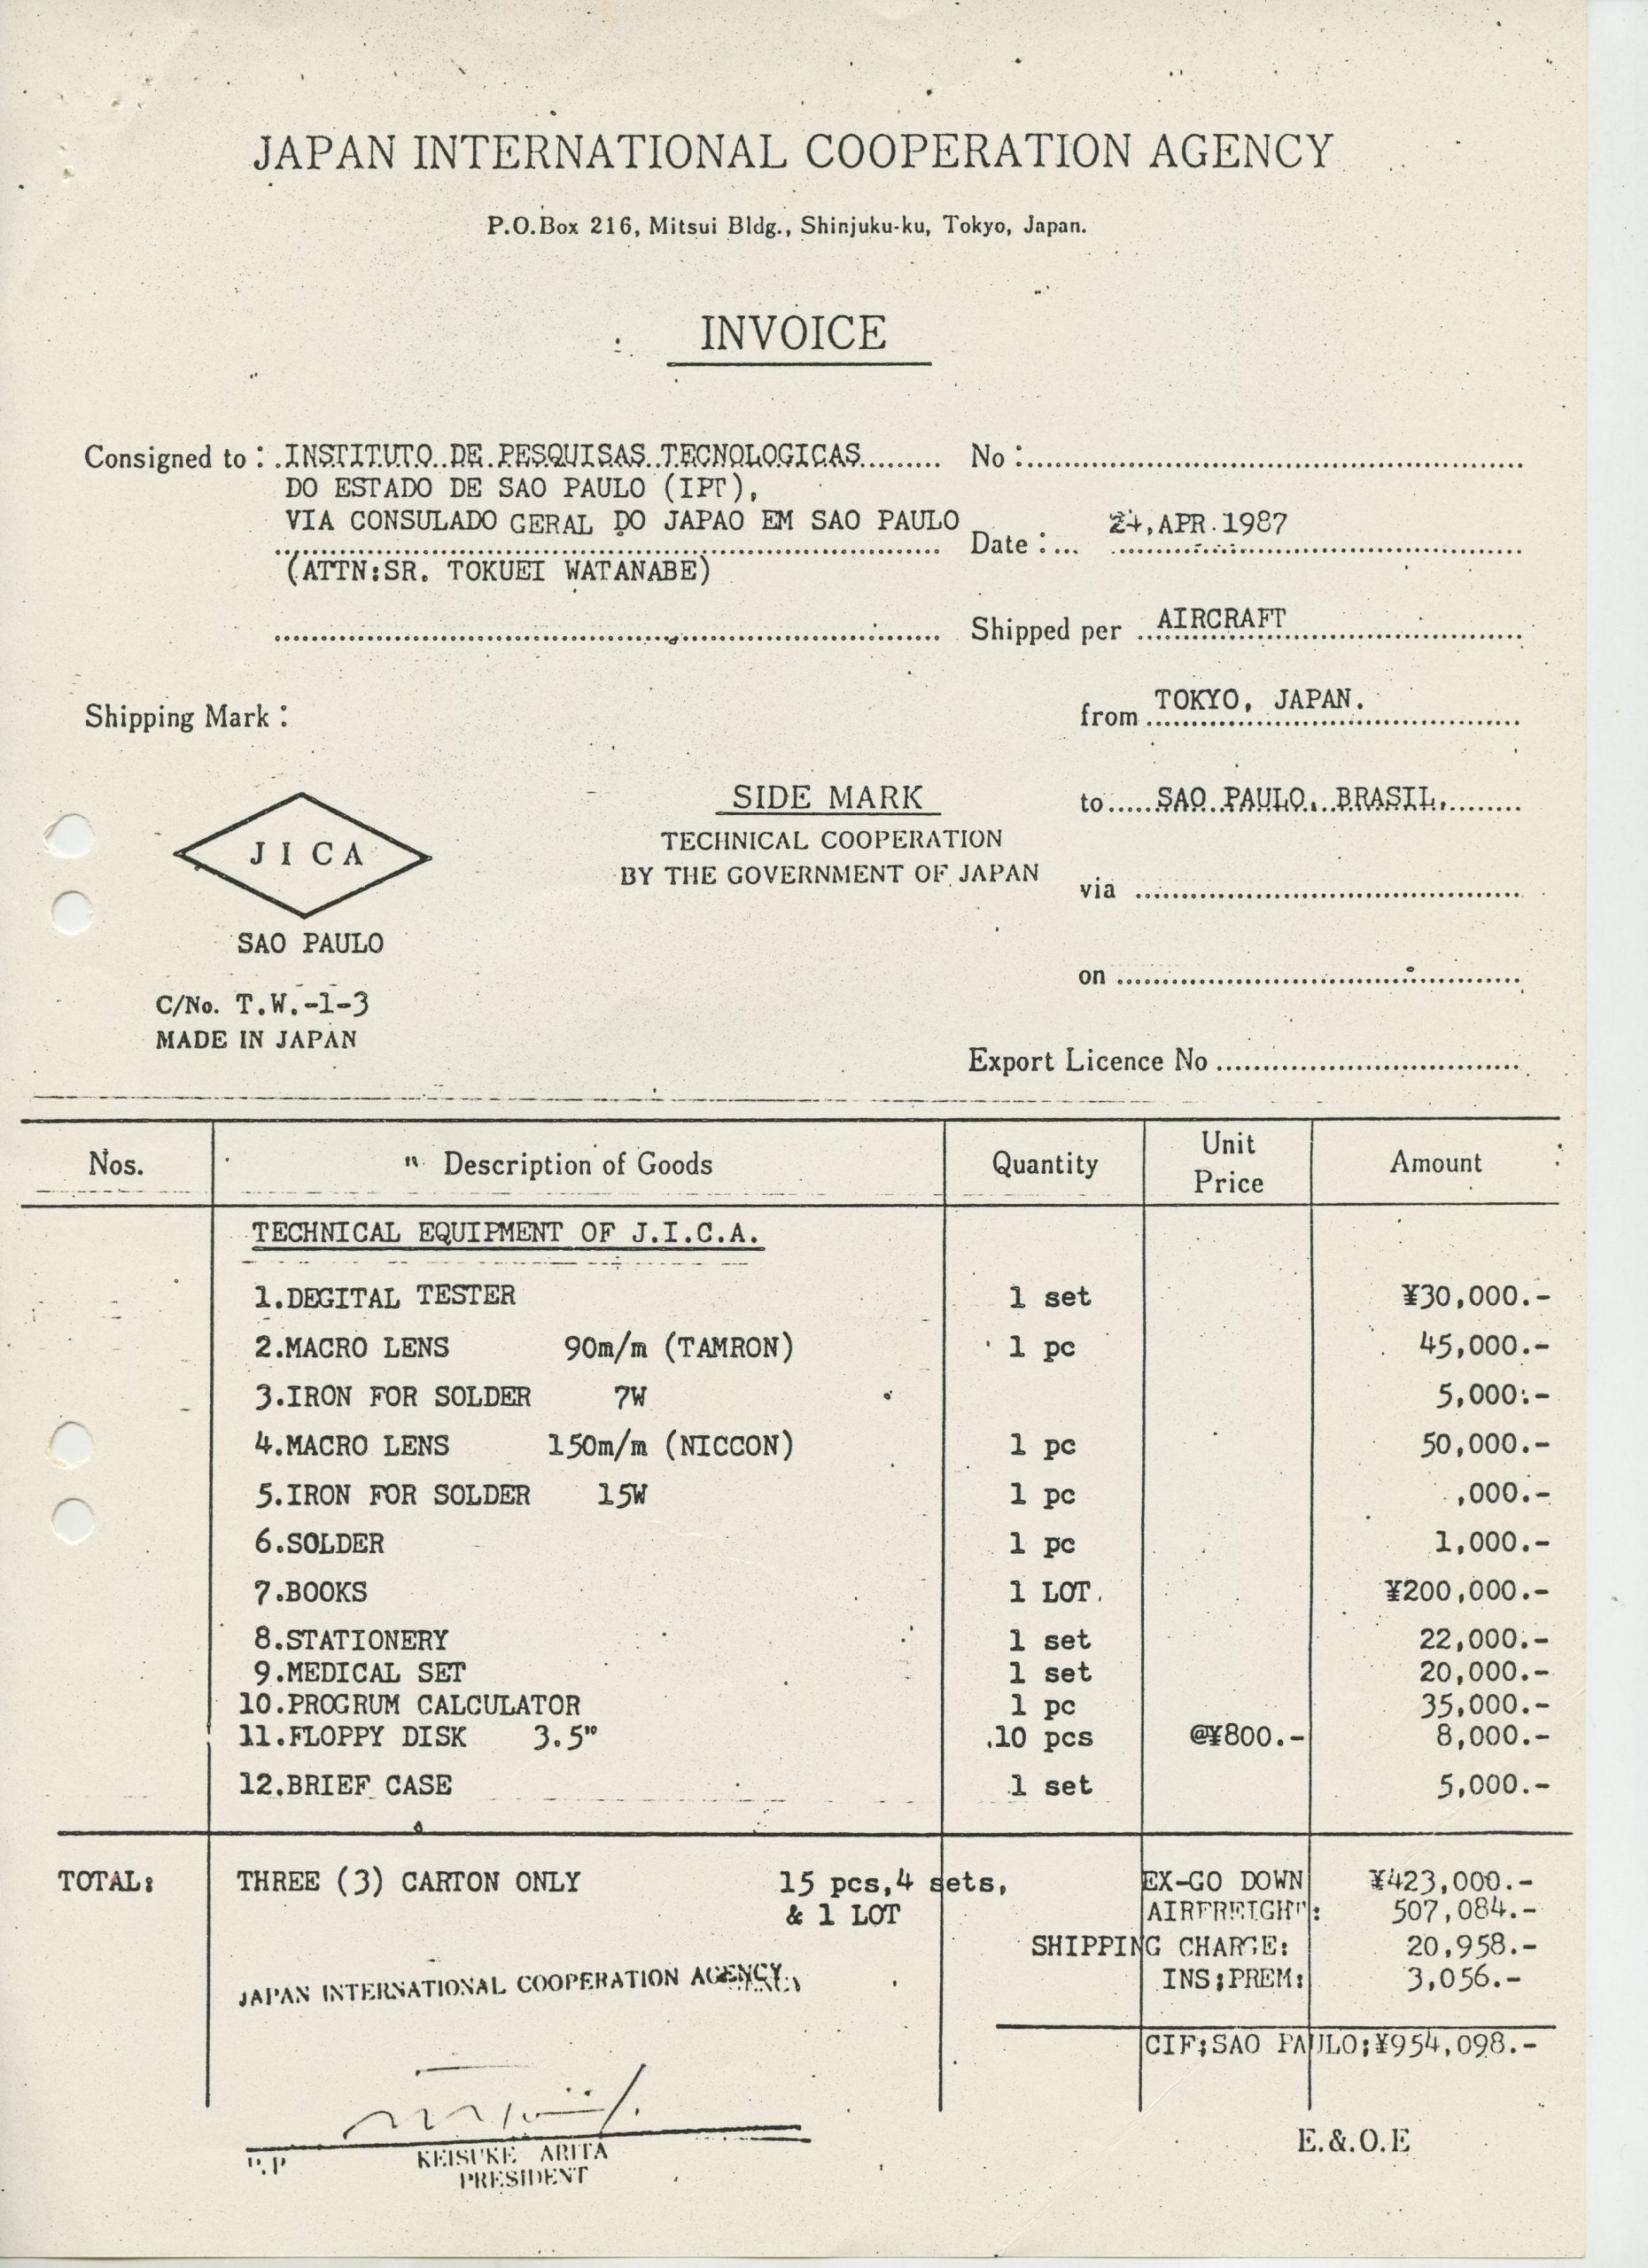 JAPAN INTERNATIONAL COOPERATION AGENCY
P.O.Box 216, Mitsui Bldg., Shinjuku-ku, Tokyo, Japan.
INVOICE
Consigned to : INSTITUTO DE PESQUISAS TECNOLOGICAS
DO ESTADO DE SAO PAULO (IPT),
VIA CONSULADO GERAL DO JAPAO EM SAO PAULO
(ATTN:SR. TOKUEI WATANABE)
No :
Date : 24,APR.1987
Shipped per AIRCRAFT
from TOKYO, JAPAN.
to SAO PAULO, BRASIL,
via
on
Export Licence No
Shipping Mark :
JICA
SAO PAULO
C/No. T.W.-1-3
MADE IN JAPAN
SIDE MARK
TECHNICAL COOPERATION
BY THE GOVERNMENT OF JAPAN
Nos. Description of Goods Quantity Unit Price Amount
TECHNICAL EQUIPMENT OF J.I.C.A.
1.DEGITAL TESTER 1 set ¥30,000.-
2.MACRO LENS 90m/m (TAMRON) 1 pc 45,000.-
3.IRON FOR SOLDER 7W 5,000.-
4.MACRO LENS 150m/m (NICCON) 1 pc 50,000.-
5.IRON FOR SOLDER 15W 1 pc ,000.-
6.SOLDER 1 pc 1,000.-
7.BOOKS 1 LOT. ¥200,000.-
8.STATIONERY 1 set 22,000.-
9.MEDICAL SET 1 set 20,000.-
10.PROGRUM CALCULATOR 1 pc 35,000.-
11.FLOPPY DISK 3.5" 10 pcs @¥800.- 8,000.-
12.BRIEF CASE 1 set 5,000.-
TOTAL: THREE (3) CARTON ONLY 15 pcs,4 sets, EX-GO DOWN ¥423,000.-
& 1 LOT AIRFREIGHT: 507,084.-
SHIPPING CHARGE: 20,958.-
INS;PREM: 3,056.-
JAPAN INTERNATIONAL COOPERATION AGENCY
CIF;SAO PAULO;¥954,098.-
P.P KEISUKE ARITA
PRESIDENT
E.&.O.E